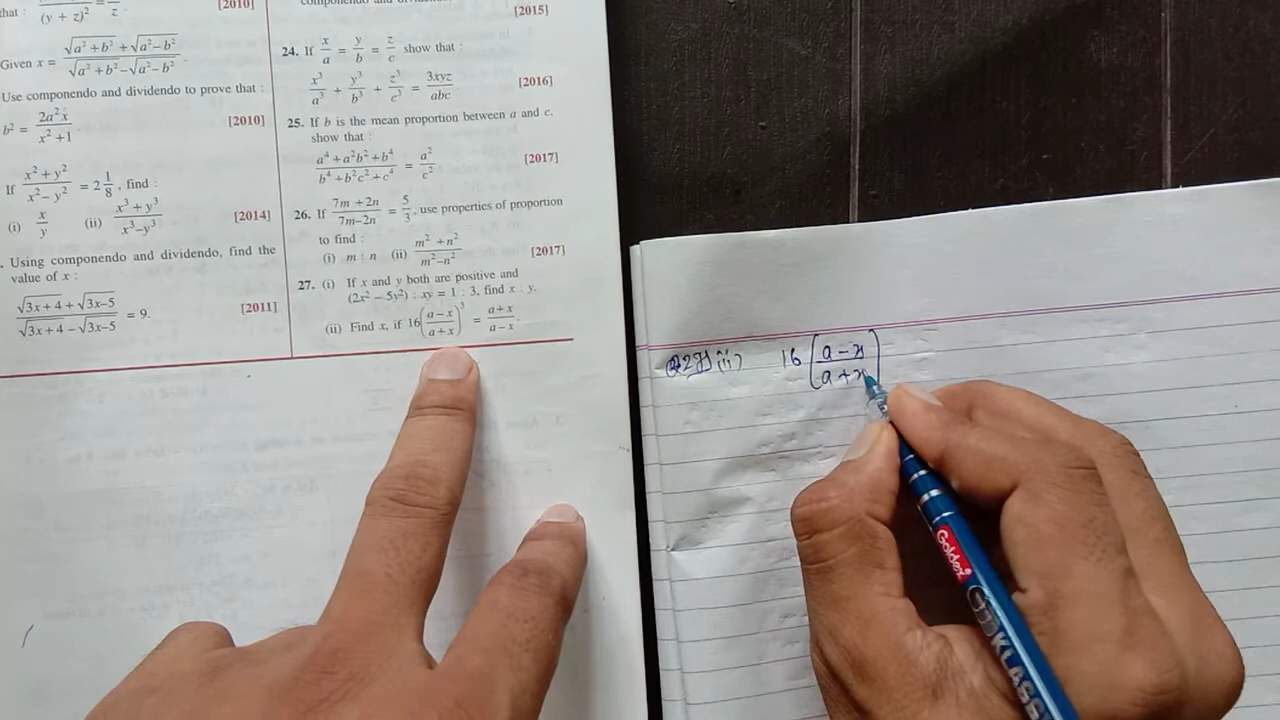 that : (y + z)² z . [2010]
Given x = √a² + b² + √a² – b² / √a² + b² – √a² – b² .
Use componendo and dividendo to prove that :
b² = 2a²x / x² + 1 . [2010]
If x² + y² / x² – y² = 2 1/8 , find :
(i) x/y (ii) x³ + y³ / x³ – y³ [2014]
. Using componendo and dividendo, find the
value of x :
√3x + 4 + √3x – 5 / √3x + 4 – √3x – 5 = 9. [2011]
[2015]
24. If x/a = y/b = z/c show that :
x³/a³ + y³/b³ + z³/c³ = 3xyz/abc . [2016]
25. If b is the mean proportion between a and c,
show that :
a⁴ + a²b² + b⁴ / b⁴ + b²c² + c⁴ = a²/c² . [2017]
26. If 7m + 2n / 7m – 2n = 5/3 , use properties of proportion
to find :
(i) m : n (ii) m² + n² / m² – n² [2017]
27. (i) If x and y both are positive and
(2x² – 5y²) : xy = 1 : 3, find x : y.
(ii) Find x, if 16(a – x / a + x)³ = a + x / a – x .
Q27) (ii) 16 (a – x / a + x)
Goldex
KLASS